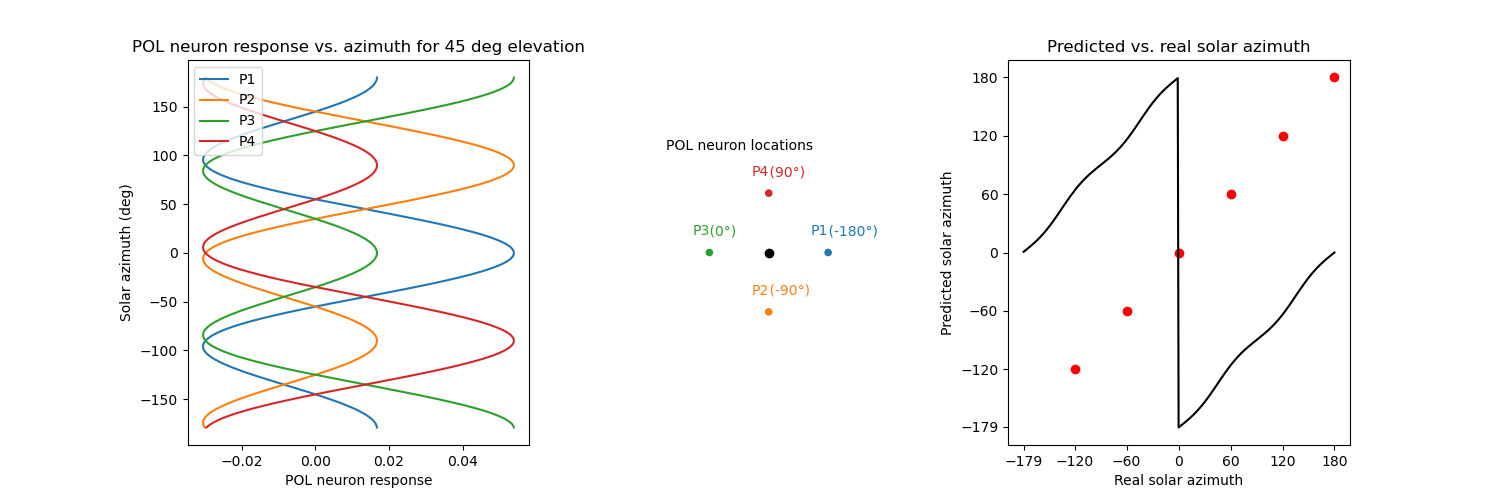 POL neuron response vs. azimuth for 45 deg elevation
P1
P2
P3
P4
150
100
50
0
−50
−100
−150
Solar azimuth (deg)
−0.02
0.00
0.02
0.04
POL neuron response
POL neuron locations
P4(90°)
P3(0°)
P1(-180°)
P2(-90°)
Predicted vs. real solar azimuth
180
120
60
0
−60
−120
−179
Predicted solar azimuth
−179
−120
−60
0
60
120
180
Real solar azimuth